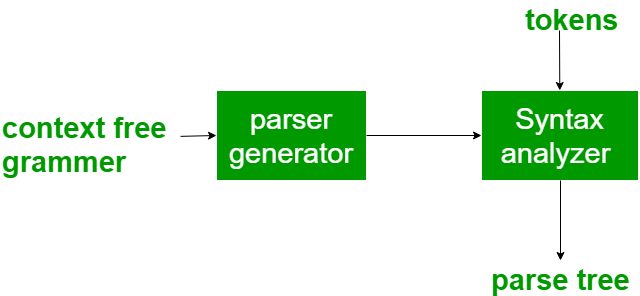 tokens
context free
grammer
parser
generator
Syntax
analyzer
parse tree